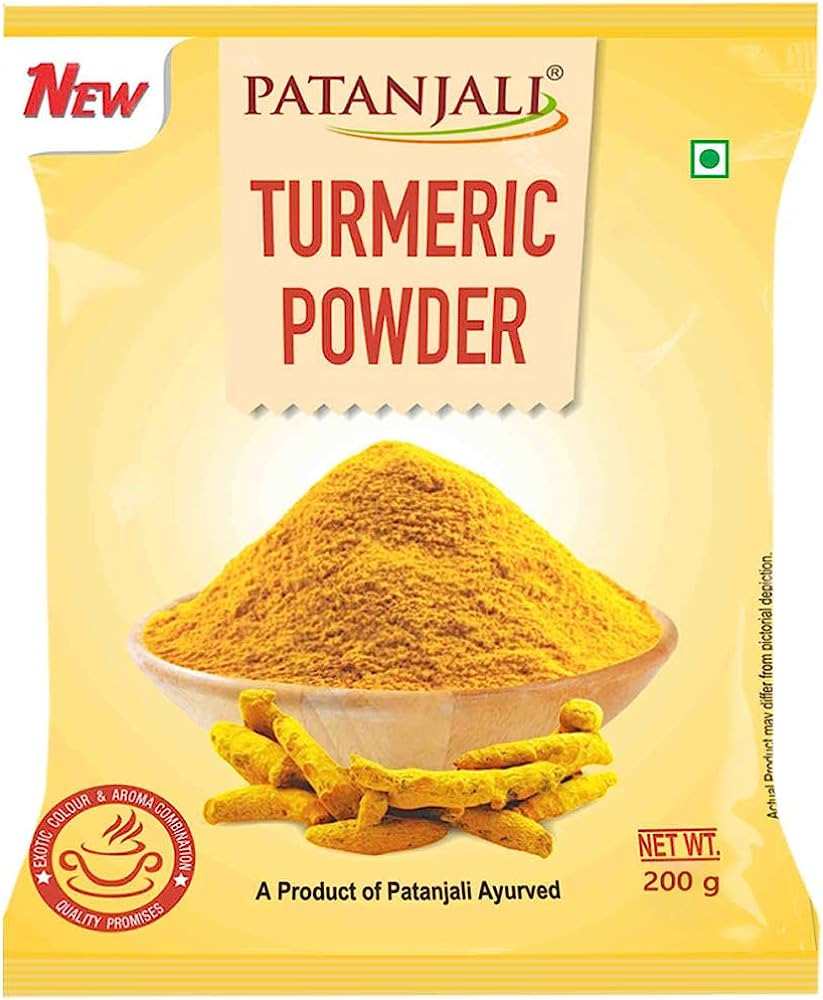 NEW
PATANJALI®
TURMERIC
POWDER
Actual Product may differ from pictorial depiction.
EXOTIC COLOUR & AROMA COMBINATION
QUALITY PROMISES
A Product of Patanjali Ayurved
NET WT.
200 g